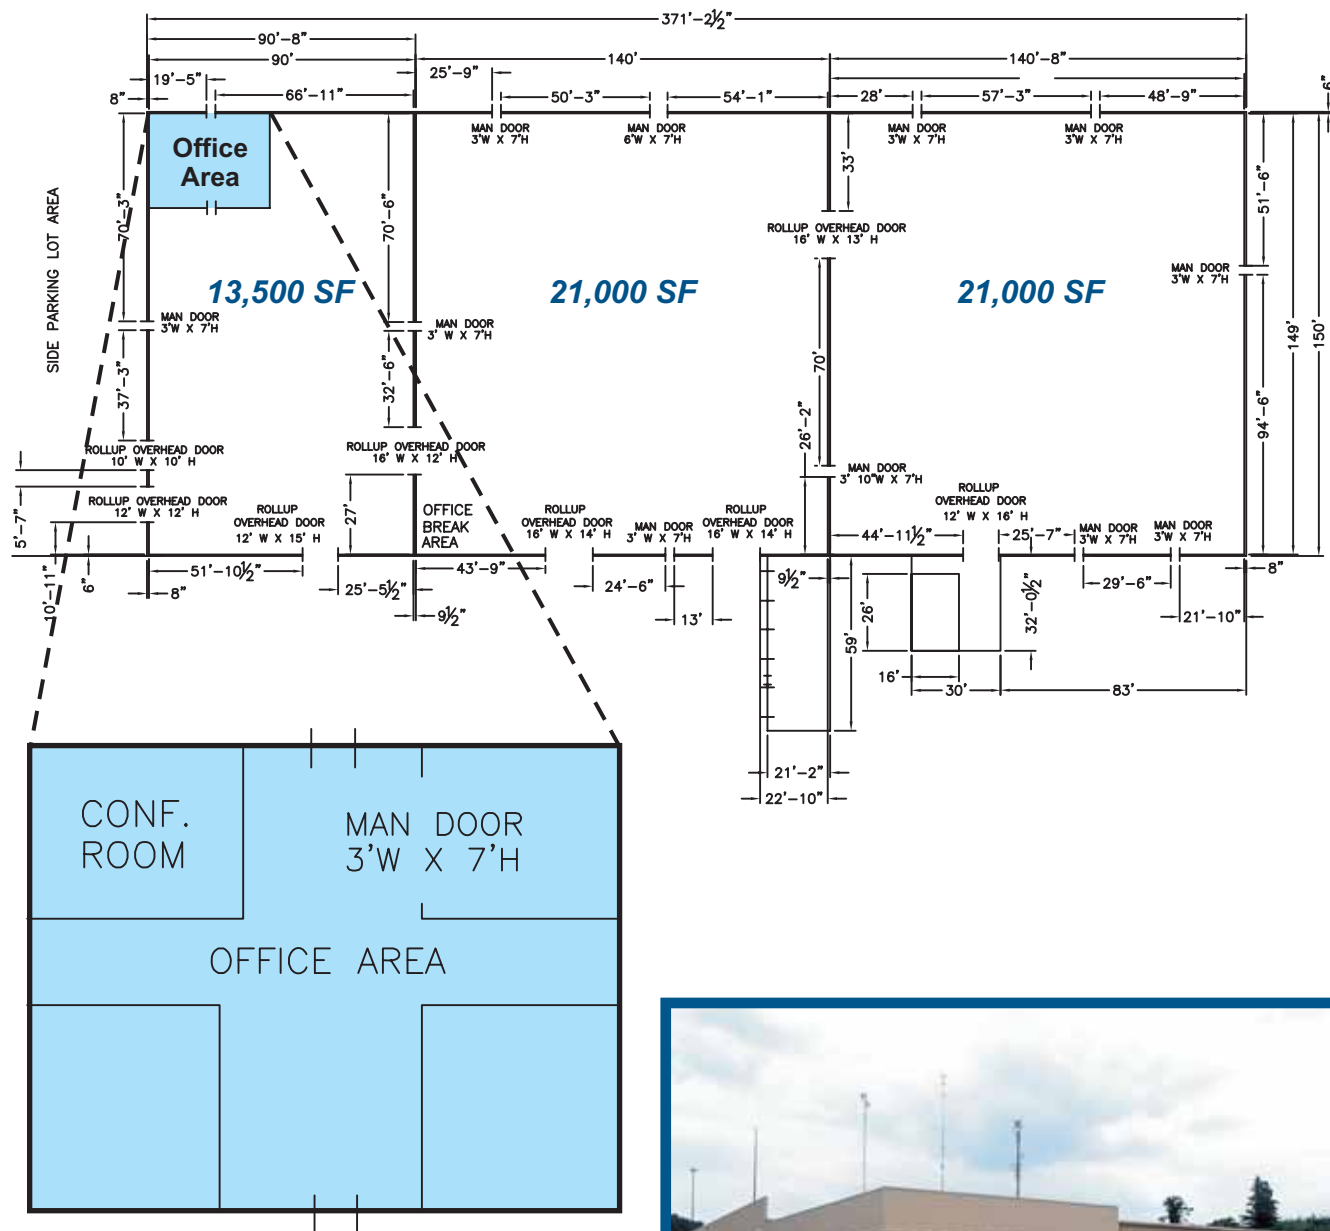 371'-2½"
90'-8"
90'
140'
140'-8"
19'-5"
25'-9"
8"
66'-11"
50'-3"
54'-1"
28'
57'-3"
48'-9"
6"
MAN DOOR
3'W X 7'H
MAN DOOR
6'W X 7'H
MAN DOOR
3'W X 7'H
MAN DOOR
3'W X 7'H
Office
Area
SIDE PARKING LOT AREA
70'-3"
70'-6"
33'
51'-6"
ROLLUP OVERHEAD DOOR
16' W X 13' H
MAN DOOR
3'W X 7'H
13,500 SF
21,000 SF
21,000 SF
MAN DOOR
3'W X 7'H
MAN DOOR
3' W X 7'H
149'
150'
37'-3"
32'-6"
70'
26'-2"
94'-6"
ROLLUP OVERHEAD DOOR
10' W X 10' H
ROLLUP OVERHEAD DOOR
16' W X 12' H
MAN DOOR
3' 10"W X 7'H
5'-7"
ROLLUP OVERHEAD DOOR
12' W X 12' H
ROLLUP
OVERHEAD DOOR
12' W X 15' H
27'
OFFICE
BREAK
AREA
ROLLUP
OVERHEAD DOOR
16' W X 14' H
MAN DOOR
3' W X 7'H
ROLLUP
OVERHEAD DOOR
16' W X 14' H
ROLLUP
OVERHEAD DOOR
12' W X 16' H
44'-11½"
25'-7"
MAN DOOR
3'W X 7'H
MAN DOOR
3'W X 7'H
10'-11"
6"
51'-10½"
8"
25'-5½"
9½"
43'-9"
24'-6"
13'
9½"
59'
26'
32'-0½"
29'-6"
21'-10"
8"
16'
30'
83'
21'-2"
22'-10"
CONF.
ROOM
MAN DOOR
3'W X 7'H
OFFICE AREA